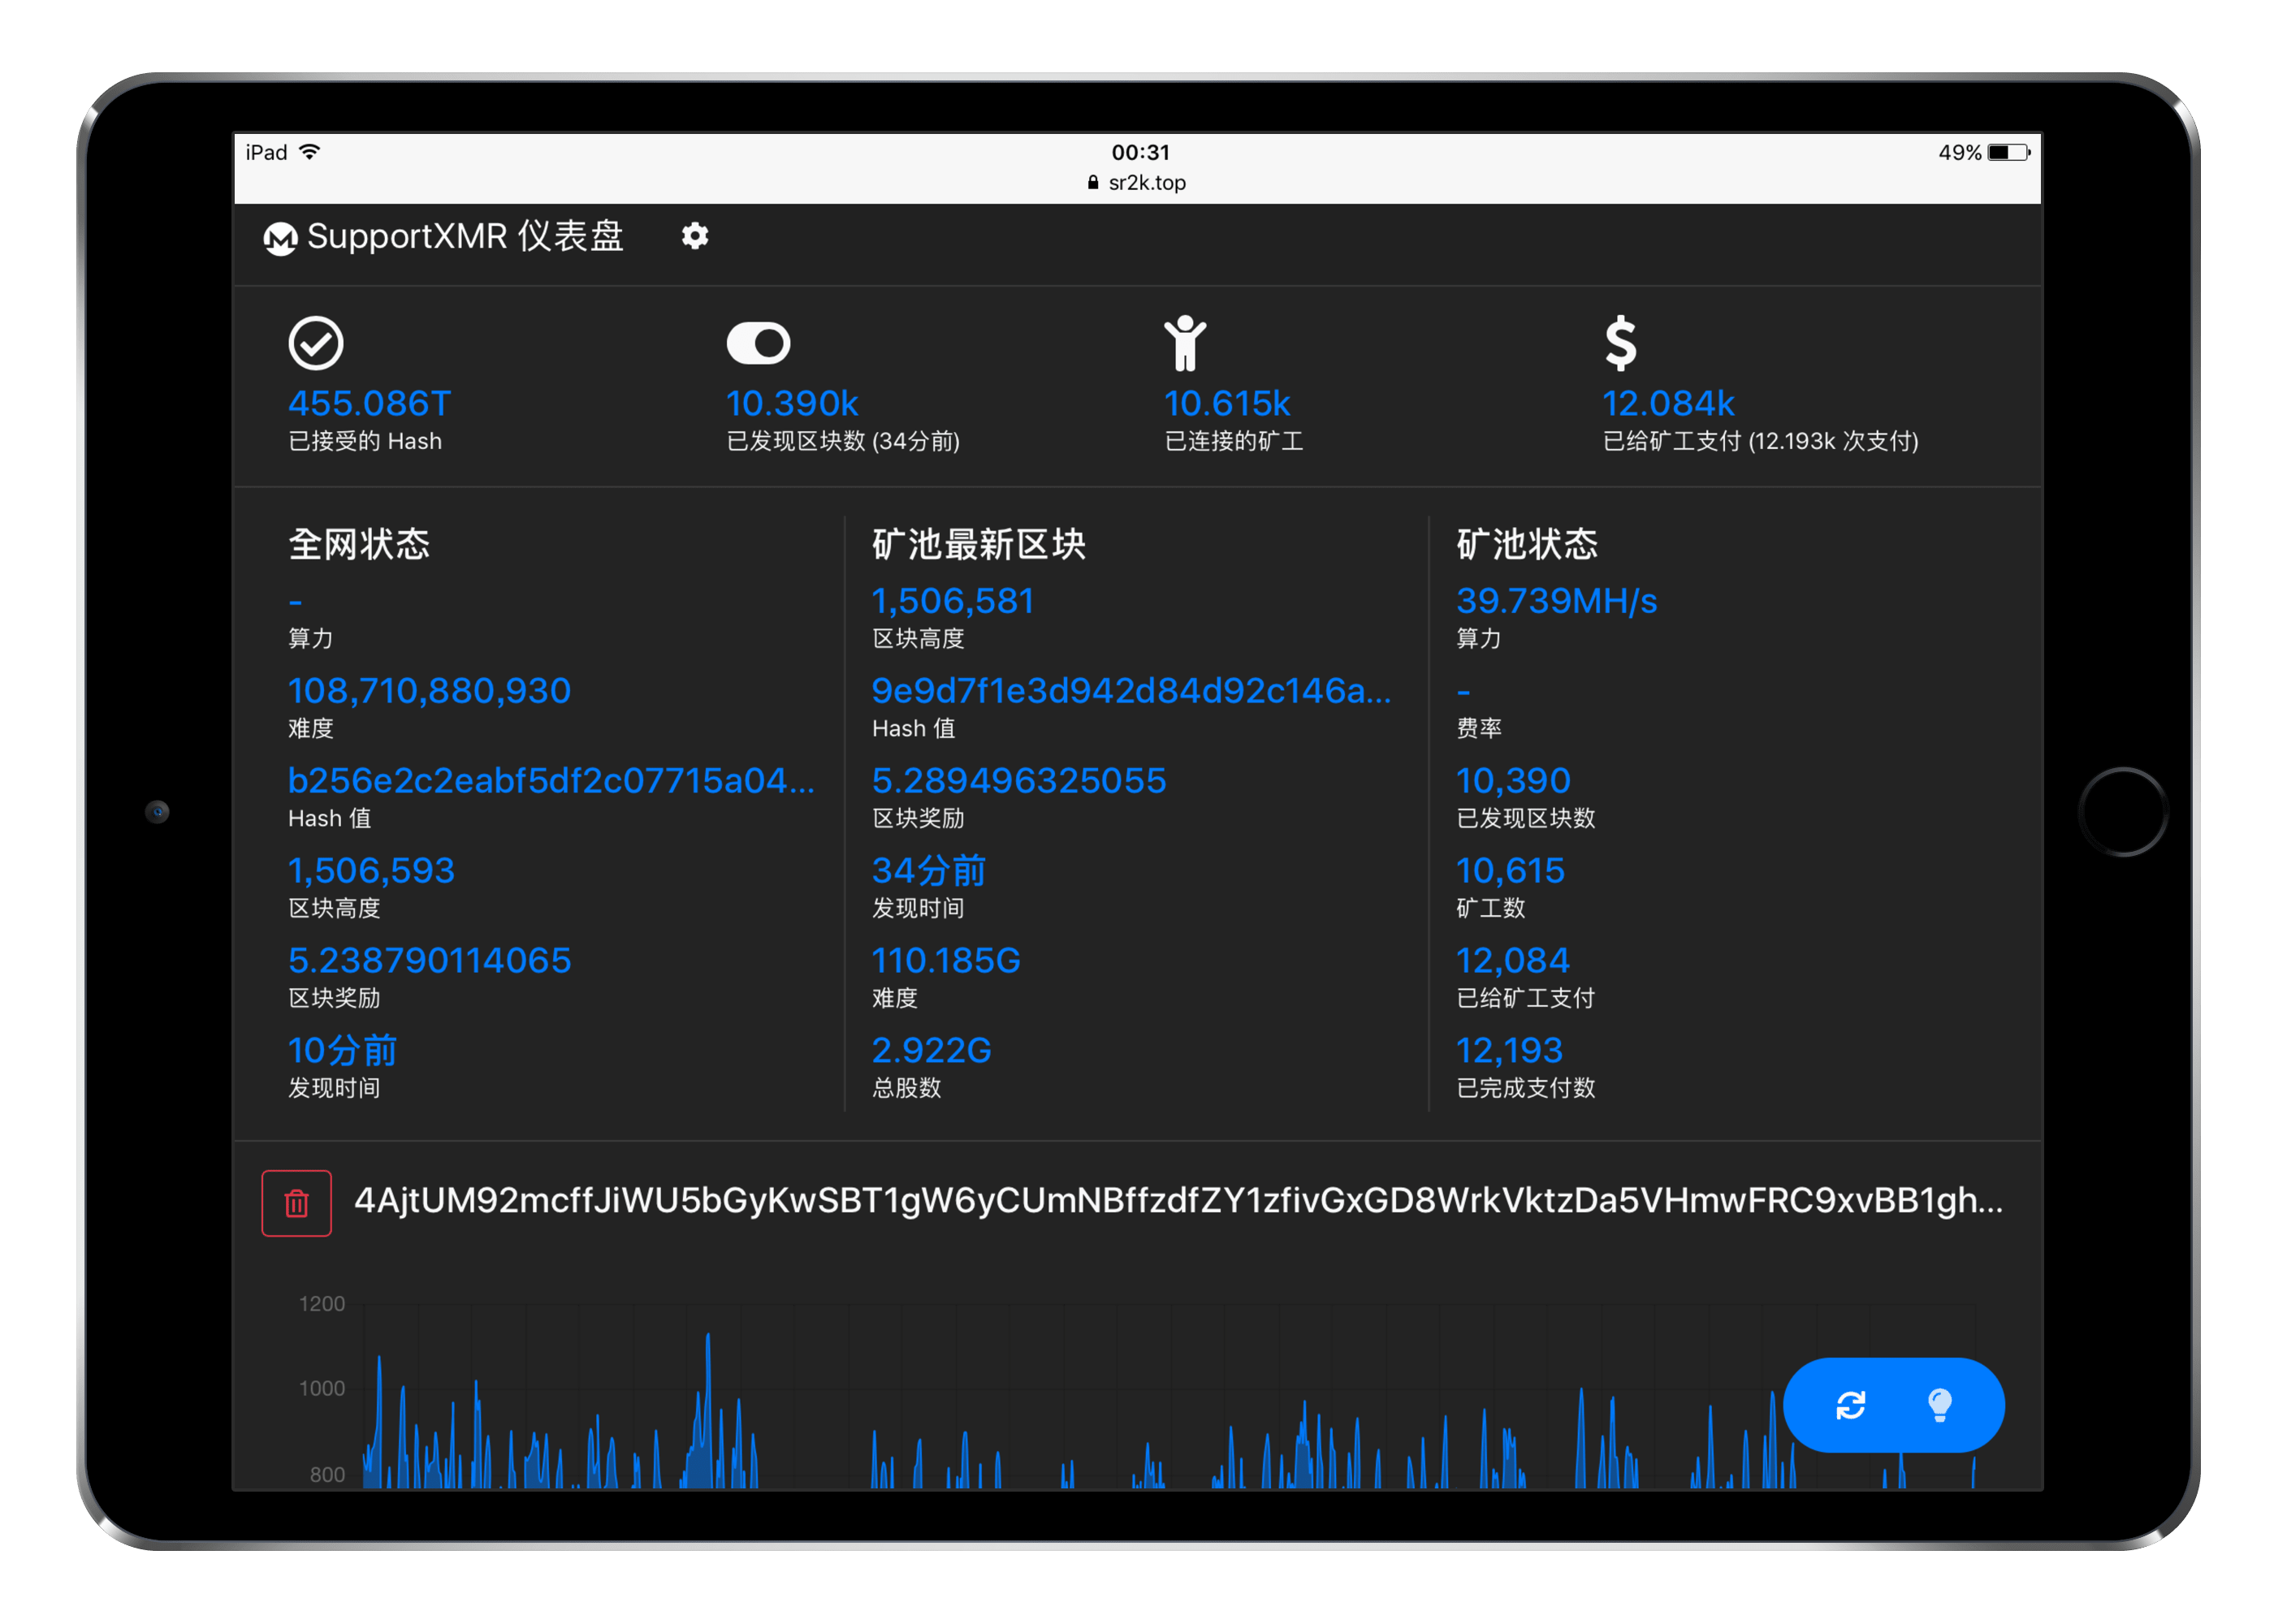 iPad
00:31
49%
sr2k.top
SupportXMR 仪表盘
455.086T
已接受的 Hash
10.390k
已发现区块数 (34分前)
10.615k
已连接的矿工
12.084k
已给矿工支付 (12.193k 次支付)
全网状态
-
算力
108,710,880,930
难度
b256e2c2eabf5df2c07715a04...
Hash 值
1,506,593
区块高度
5.238790114065
区块奖励
10分前
发现时间
矿池最新区块
1,506,581
区块高度
9e9d7f1e3d942d84d92c146a...
Hash 值
5.289496325055
区块奖励
34分前
发现时间
110.185G
难度
2.922G
总股数
矿池状态
39.739MH/s
算力
-
费率
10,390
已发现区块数
10,615
矿工数
12,084
已给矿工支付
12,193
已完成支付数
4AjtUM92mcffJiWU5bGyKwSBT1gW6yCUmNBffzdfZY1zfivGxGD8WrkVktzDa5VHmwFRC9xvBB1gh...
1200
1000
800